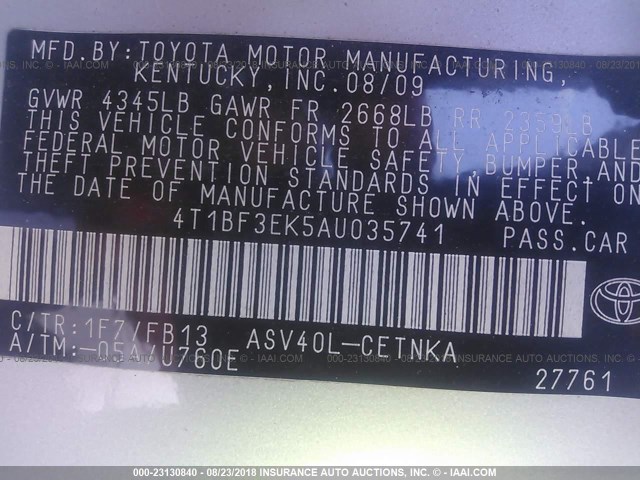 MFD. BY: TOYOTA MOTOR MANUFACTURING,
KENTUCKY, INC. 08/09
GVWR 4345LB GAWR FR 2668LB RR 2359LB
THIS VEHICLE CONFORMS TO ALL APPLICABLE
FEDERAL MOTOR VEHICLE SAFETY, BUMPER AND
THEFT PREVENTION STANDARDS IN EFFECT ON
THE DATE OF MANUFACTURE SHOWN ABOVE.
4T1BF3EK5AU035741 PASS.CAR
C/TR:1F7/FB13 ASV40L-CETNKA
A/TM:-05A/U760E
27761
00-23130840 - 08/23/2018 INSURANCE AUTO AUCTIONS - IAAI.COM